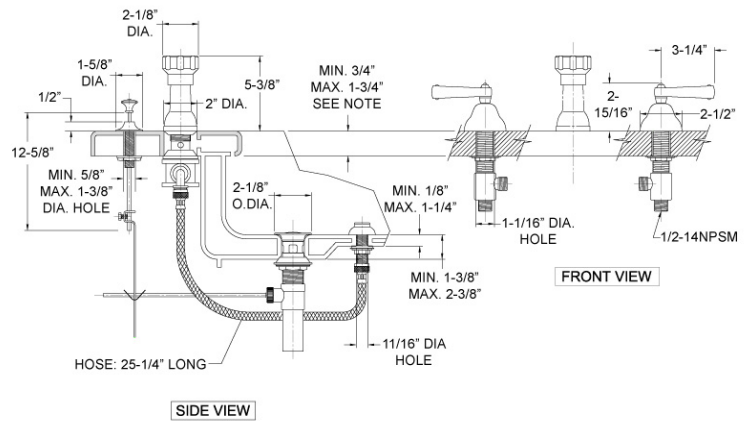 2-1/8"
DIA.
1-5/8"
DIA.
1/2"
12-5/8"
MIN. 5/8"
MAX. 1-3/8"
DIA. HOLE
2" DIA.
5-3/8"
MIN. 3/4"
MAX. 1-3/4"
SEE NOTE
2-1/8"
O.DIA.
MIN. 1/8"
MAX. 1-1/4"
MIN. 1-3/8"
MAX. 2-3/8"
11/16" DIA
HOLE
HOSE: 25-1/4" LONG
SIDE VIEW
3-1/4"
2-
15/16"
2-1/2"
1-1/16" DIA.
HOLE
1/2-14NPSM
FRONT VIEW